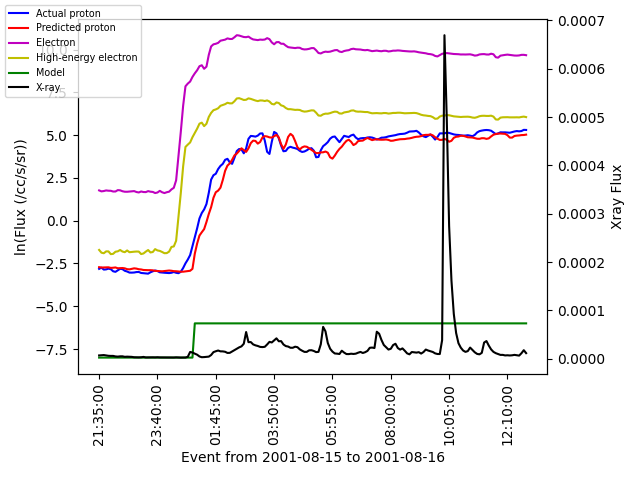 Actual proton
Predicted proton
Electron
High-energy electron
Model
X-ray
10.0
7.5
5.0
2.5
0.0
−2.5
−5.0
−7.5
ln(Flux (/cc/s/sr))
0.0007
0.0006
0.0005
0.0004
0.0003
0.0002
0.0001
0.0000
Xray Flux
21:35:00
23:40:00
01:45:00
03:50:00
05:55:00
08:00:00
10:05:00
12:10:00
Event from 2001-08-15 to 2001-08-16